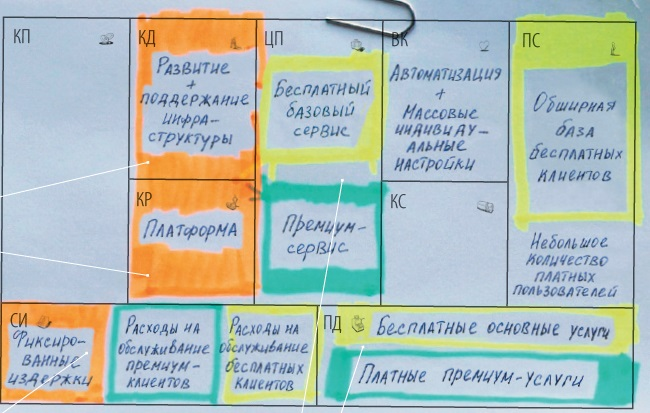 КП
КД
Развитие
+
поддержание
инфра-
структуры
КР
Платформа
ЦП
Бесплатный
базовый
сервис
Премиум-
сервис
ВК
Автоматизация
+
Массовые
индивиду-
альные
настройки
КС
ПС
Обширная
база
бесплатных
клиентов
Небольшое
количество
платных
пользователей
СИ
Фиксиро-
ванные
издержки
Расходы на
обслуживание
премиум-
клиентов
Расходы на
обслуживание
бесплатных
клиентов
ПД
Бесплатные основные услуги
Платные премиум-услуги